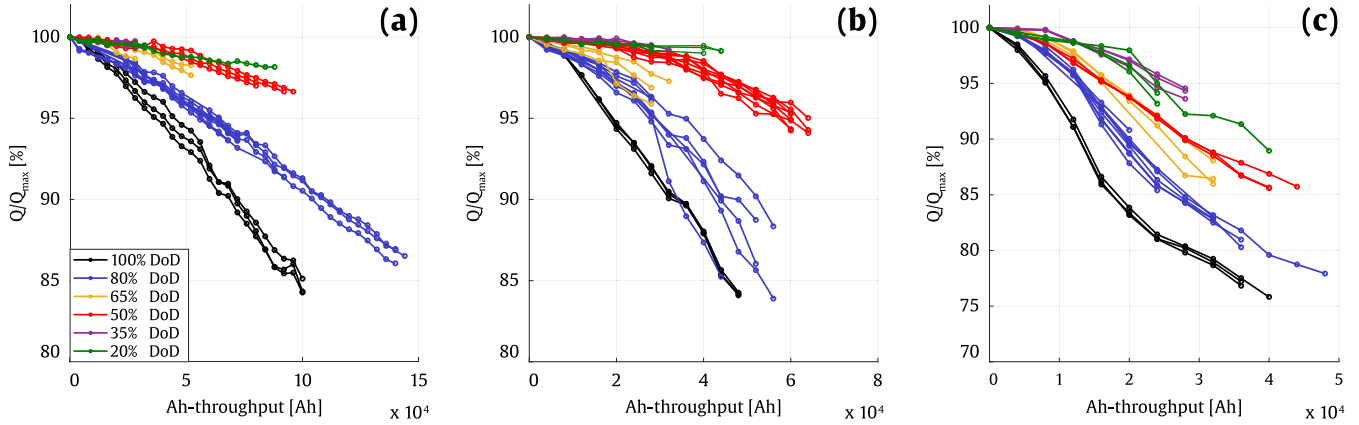 (a)
100
95
90
85
80
Q/Q_max [%]
100% DoD
80% DoD
65% DoD
50% DoD
35% DoD
20% DoD
0 5 10 15
Ah-throughput [Ah]
x 10^4
(b)
100
95
90
85
80
Q/Q_max [%]
0 2 4 6 8
Ah-throughput [Ah]
x 10^4
(c)
100
95
90
85
80
75
70
Q/Q_max [%]
0 1 2 3 4 5
Ah-throughput [Ah]
x 10^4